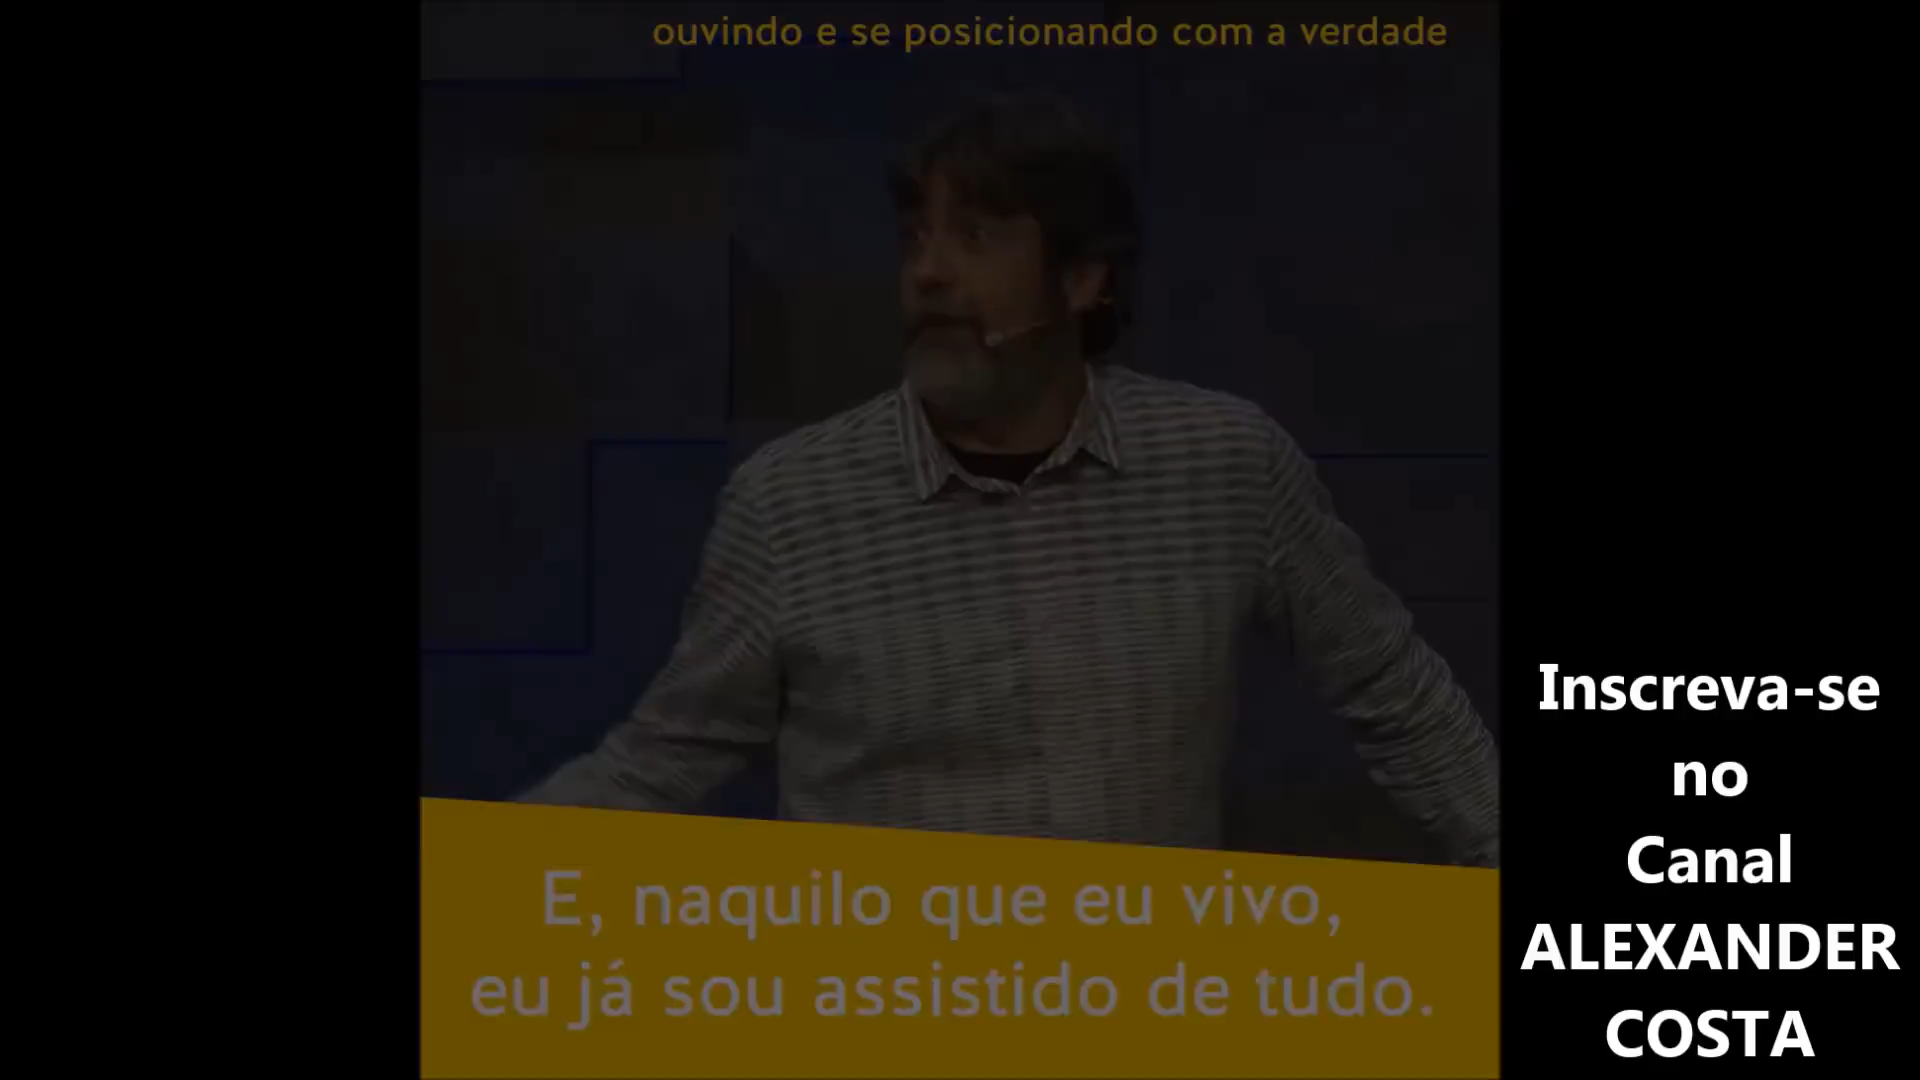 ouvindo e se posicionando com a verdade
E, naquilo que eu vivo,
eu já sou assistido de tudo.
Inscreva-se
no
Canal
ALEXANDER
COSTA